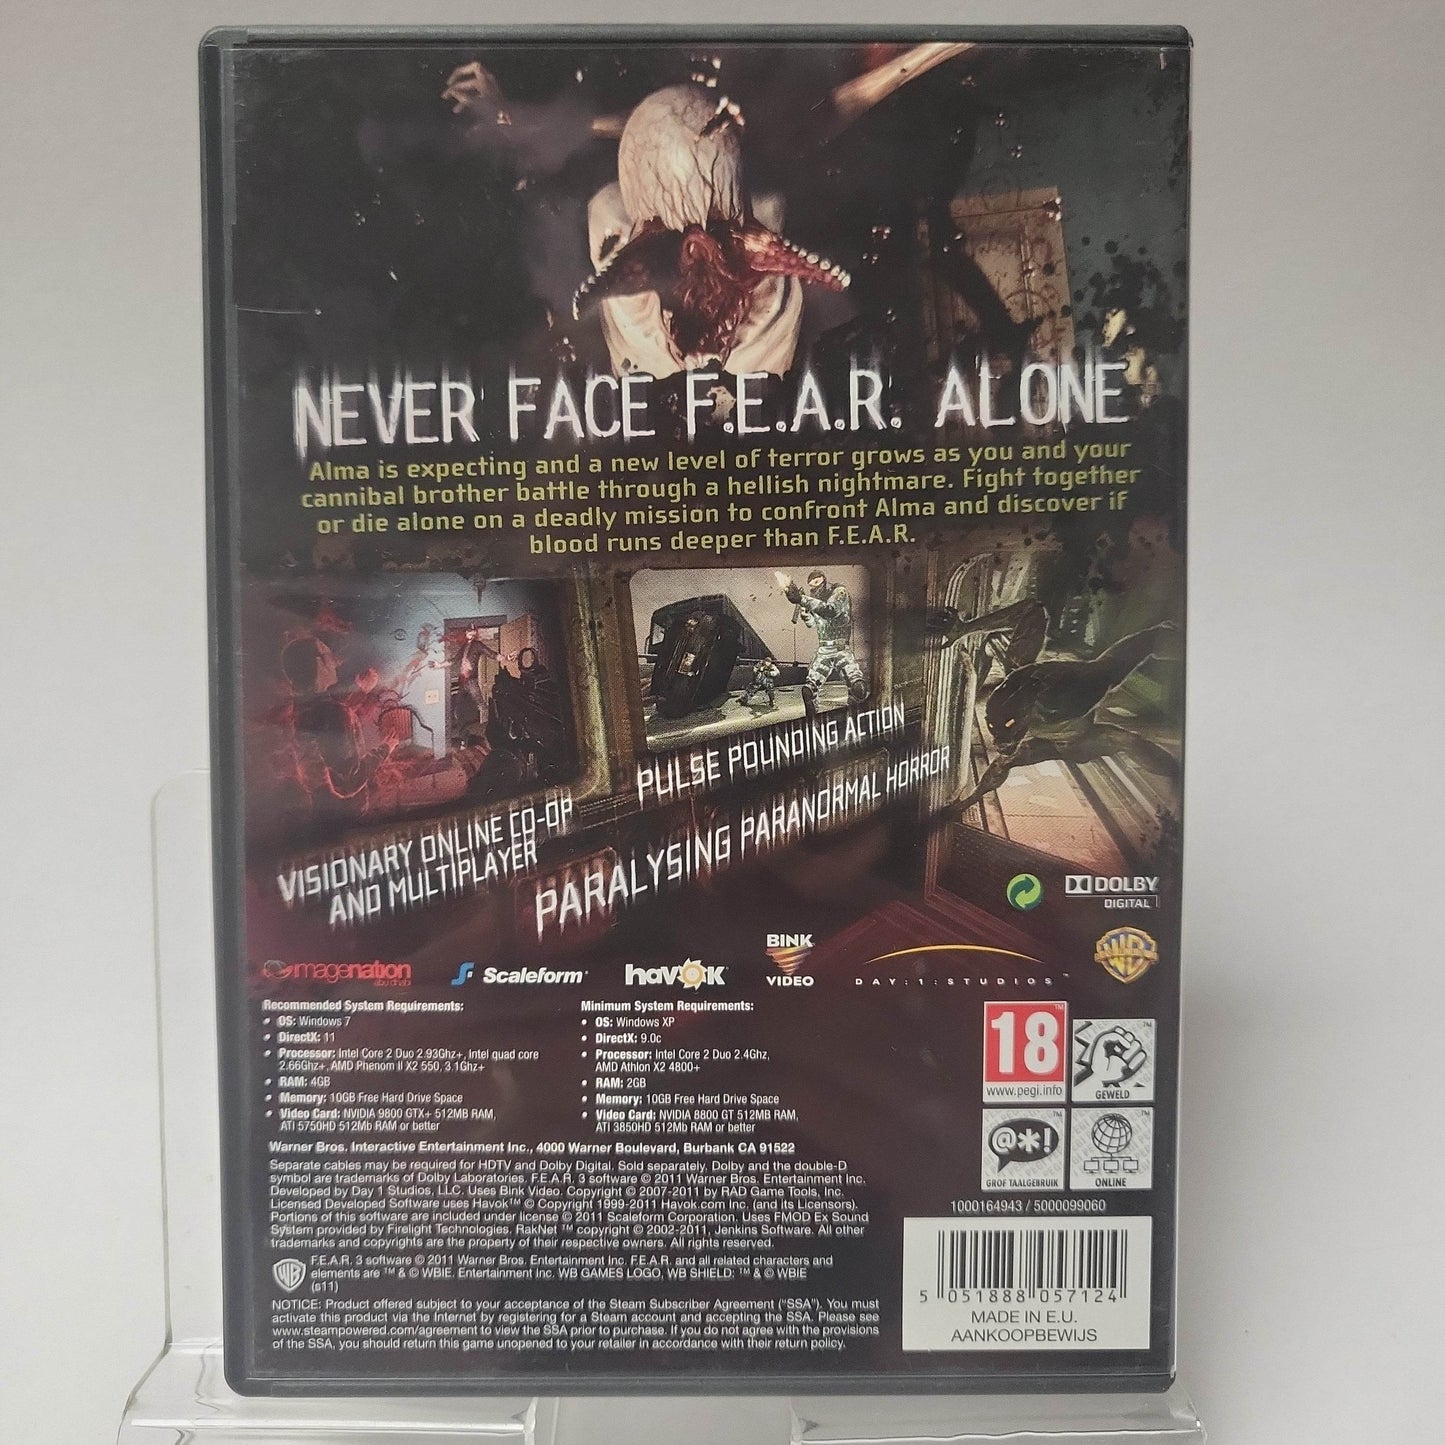 NEVER FACE F.E.A.R. ALONE
Alma is expecting and a new level of terror grows as you and your
cannibal brother battle through a hellish nightmare. Fight together
or die alone on a deadly mission to confront Alma and discover if
blood runs deeper than F.E.A.R.
PULSE POUNDING ACTION
VISIONARY ONLINE CO-OP
AND MULTIPLAYER
PARALYSING PARANORMAL HORROR
DOLBY
DIGITAL
imagenation
abu dhabi
Scaleform
havok
BINK
VIDEO
DAY:1:STUDIOS™
WB
Recommended System Requirements:
• OS: Windows 7
• DirectX: 11
• Processor: Intel Core 2 Duo 2.93Ghz+, Intel quad core
2.66Ghz+, AMD Phenom II X2 550, 3.1Ghz+
• RAM: 4GB
• Memory: 10GB Free Hard Drive Space
• Video Card: NVIDIA 9800 GTX+ 512MB RAM,
ATI 5750HD 512Mb RAM or better
Minimum System Requirements:
• OS: Windows XP
• DirectX: 9.0c
• Processor: Intel Core 2 Duo 2.4Ghz,
AMD Athlon X2 4800+
• RAM: 2GB
• Memory: 10GB Free Hard Drive Space
• Video Card: NVIDIA 8800 GT 512MB RAM,
ATI 3850HD 512Mb RAM or better
18™
www.pegi.info
GEWELD
@*!
GROF TAALGEBRUIK
ONLINE
Warner Bros. Interactive Entertainment Inc., 4000 Warner Boulevard, Burbank CA 91522
Separate cables may be required for HDTV and Dolby Digital. Sold separately. Dolby and the double-D
symbol are trademarks of Dolby Laboratories. F.E.A.R. 3 software © 2011 Warner Bros. Entertainment Inc.
Developed by Day 1 Studios, LLC. Uses Bink Video. Copyright © 2007-2011 by RAD Game Tools, Inc.
Licensed Developed Software uses Havok™ © Copyright 1999-2011 Havok.com Inc. (and its Licensors).
Portions of this software are included under license © 2011 Scaleform Corporation. Uses FMOD Ex Sound
System provided by Firelight Technologies. RakNet ™ copyright © 2002-2011, Jenkins Software. All other
trademarks and copyrights are the property of their respective owners. All rights reserved.
WB
F.E.A.R. 3 software © 2011 Warner Bros. Entertainment Inc. F.E.A.R. and all related characters and
elements are ™ & © WBIE. Entertainment Inc. WB GAMES LOGO, WB SHIELD: ™ & © WBIE
(s11)
NOTICE: Product offered subject to your acceptance of the Steam Subscriber Agreement (“SSA”). You must
activate this product via the Internet by registering for a Steam account and accepting the SSA. Please see
www.steampowered.com/agreement to view the SSA prior to purchase. If you do not agree with the provisions
of the SSA, you should return this game unopened to your retailer in accordance with their return policy.
1000164943 / 5000099060
5 051888 057124
MADE IN E.U.
AANKOOPBEWIJS